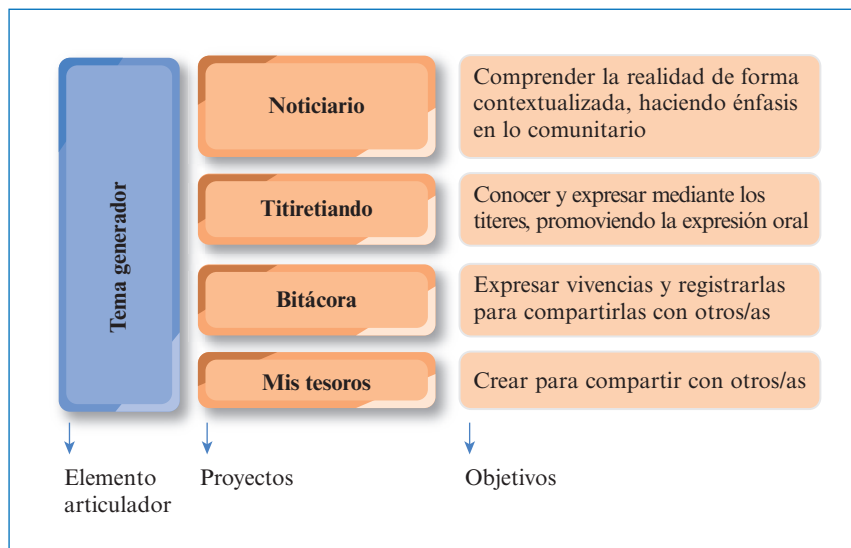 Tema generador
Noticiario
Comprender la realidad de forma
contextualizada, haciendo énfasis
en lo comunitario
Titiretiando
Conocer y expresar mediante los
titeres, promoviendo la expresión oral
Bitácora
Expresar vivencias y registrarlas
para compartirlas con otros/as
Mis tesoros
Crear para compartir con otros/as
Elemento
articulador
Proyectos
Objetivos